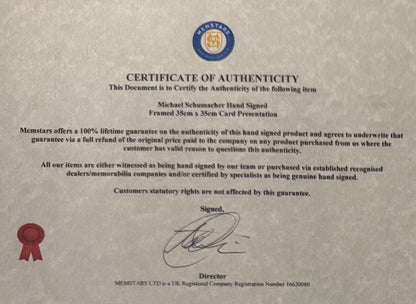 MEMSTARS
CERTIFICATE OF AUTHENTICITY
This Document is to Certify the Authenticity of the following item
Michael Schumacher Hand Signed
Framed 35cm x 35cm Card Presentation
Memstars offers a 100% lifetime guarantee on the authenticity of this hand signed product and agrees to underwrite that
guarantee via a full refund of the original price paid to the company on any product purchased from us where the
customer has valid reason to questions this authenticity.
All our items are either witnessed as being hand signed by our team or purchased via established recognised
dealers/memorabilia companies and/or certified by specialists as being genuine hand signed.
Customers statutory rights are not affected by this guarantee.
Signed,
Director
MEMSTARS LTD is a UK Registered Company Registration Number 16620080